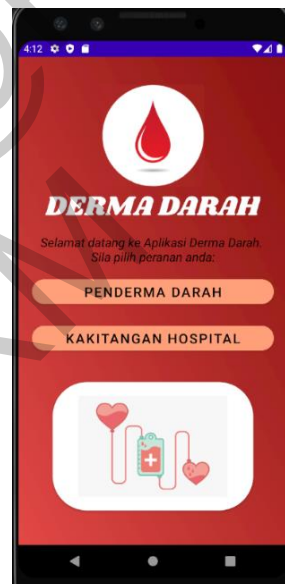 4:12
DERMA DARAH
Selamat datang ke Aplikasi Derma Darah.
Sila pilih peranan anda:
PENDERMA DARAH
KAKITANGAN HOSPITAL